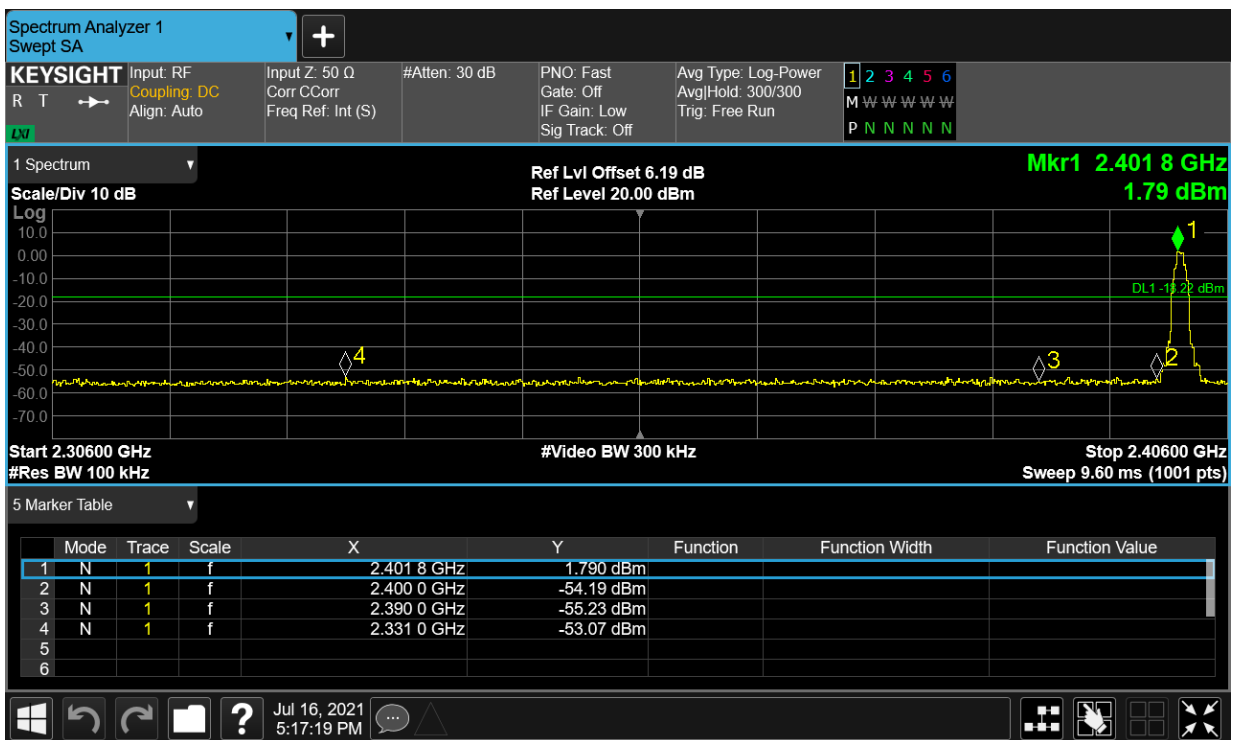 Spectrum Analyzer 1
Swept SA
KEYSIGHT
R T
LXI
Input: RF
Coupling: DC
Align: Auto
Input Z: 50 Ω
Corr CCorr
Freq Ref: Int (S)
#Atten: 30 dB
PNO: Fast
Gate: Off
IF Gain: Low
Sig Track: Off
Avg Type: Log-Power
Avg|Hold: 300/300
Trig: Free Run
1 2 3 4 5 6
M W W W W W
P N N N N N
1 Spectrum
Scale/Div 10 dB
Ref Lvl Offset 6.19 dB
Ref Level 20.00 dBm
Mkr1 2.401 8 GHz
1.79 dBm
Log
10.0
0.00
-10.0
-20.0
-30.0
-40.0
-50.0
-60.0
-70.0
1
DL1 -18.22 dBm
4
3
2
Start 2.30600 GHz
#Res BW 100 kHz
#Video BW 300 kHz
Stop 2.40600 GHz
Sweep 9.60 ms (1001 pts)
5 Marker Table
Mode Trace Scale X Y Function Function Width Function Value
1 N 1 f 2.401 8 GHz 1.790 dBm
2 N 1 f 2.400 0 GHz -54.19 dBm
3 N 1 f 2.390 0 GHz -55.23 dBm
4 N 1 f 2.331 0 GHz -53.07 dBm
5
6
?
Jul 16, 2021
5:17:19 PM